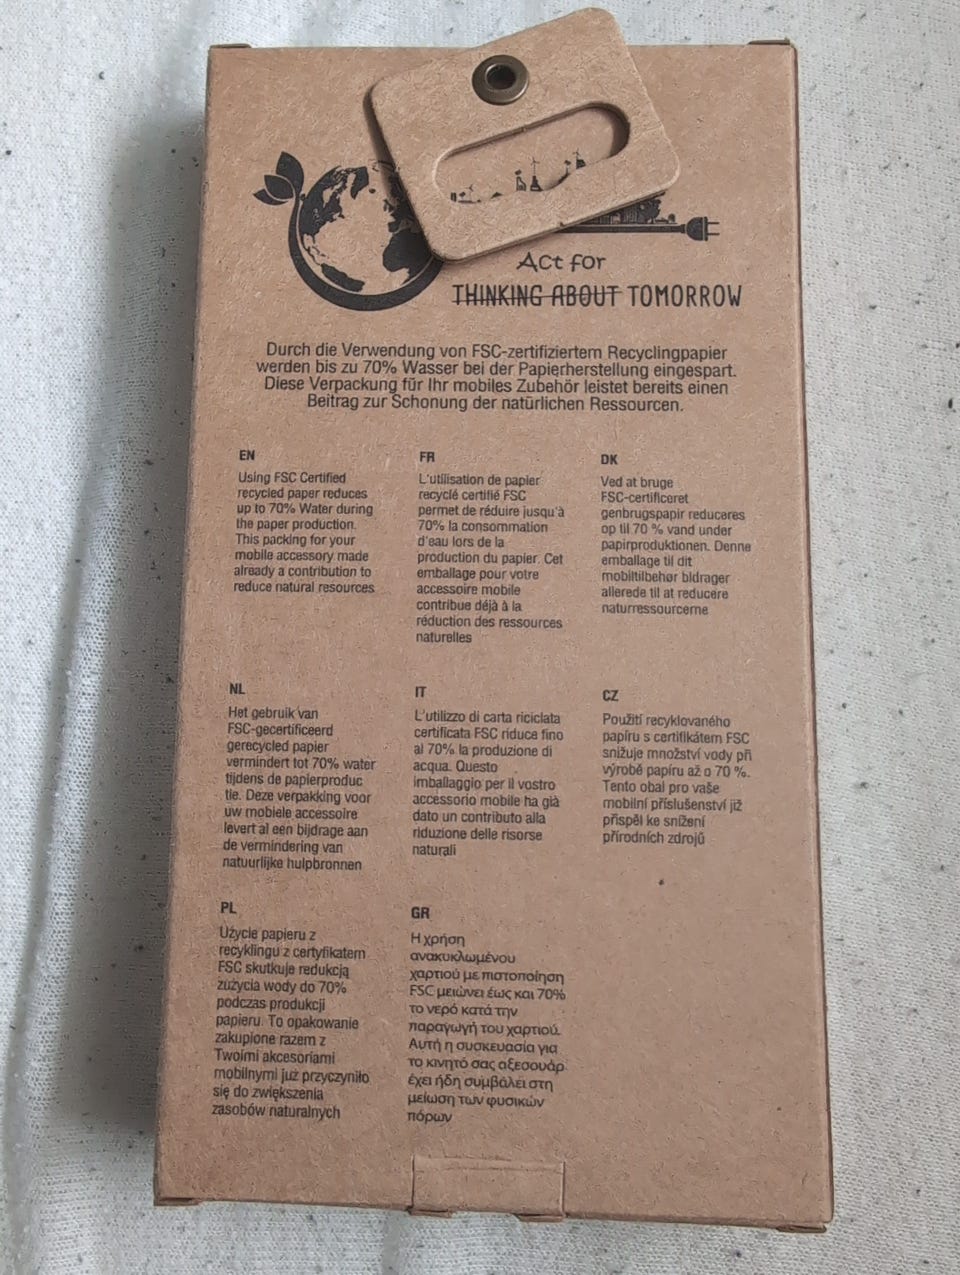 Act for
THINKING ABOUT TOMORROW
Durch die Verwendung von FSC-zertifiziertem Recyclingpapier
werden bis zu 70% Wasser bei der Papierherstellung eingespart.
Diese Verpackung für Ihr mobiles Zubehör leistet bereits einen
Beitrag zur Schonung der natürlichen Ressourcen.
EN
Using FSC Certified
recycled paper reduces
up to 70% Water during
the paper production.
This packing for your
mobile accessory made
already a contribution to
reduce natural resources
FR
L'utilisation de papier
recyclé certifié FSC
permet de réduire jusqu'à
70% la consommation
d'eau lors de la
production du papier. Cet
emballage pour votre
accessoire mobile
contribue déjà à la
réduction des ressources
naturelles
DK
Ved at bruge
FSC-certificeret
genbrugspapir reduceres
op til 70 % vand under
papirproduktionen. Denne
emballage til dit
mobiltilbehør bidrager
allerede til at reducere
naturressourcerne
NL
Het gebruik van
FSC-gecertificeerd
gerecycled papier
vermindert tot 70% water
tijdens de papierproduc
tie. Deze verpakking voor
uw mobiele accessoire
levert al een bijdrage aan
de vermindering van
natuurlijke hulpbronnen
IT
L'utilizzo di carta riciclata
certificata FSC riduce fino
al 70% la produzione di
acqua. Questo
imballaggio per il vostro
accessorio mobile ha già
dato un contributo alla
riduzione delle risorse
naturali
CZ
Použití recyklovaného
papíru s certifikátem FSC
snižuje množství vody při
výrobě papíru až o 70 %.
Tento obal pro vaše
mobilní příslušenství již
přispěl ke snížení
přírodních zdrojů
PL
Użycie papieru z
recyklingu z certyfikatem
FSC skutkuje redukcją
zużycia wody do 70%
podczas produkcji
papieru. To opakowanie
zakupione razem z
Twoimi akcesoriami
mobilnymi już przyczyniło
się do zwiększenia
zasobów naturalnych
GR
Η χρήση
ανακυκλωμένου
χαρτιού με πιστοποίηση
FSC μειώνει έως και 70%
το νερό κατά την
παραγωγή του χαρτιού.
Αυτή η συσκευασία για
το κινητό σας αξεσουάρ
έχει ήδη συμβάλει στη
μείωση των φυσικών
πόρων